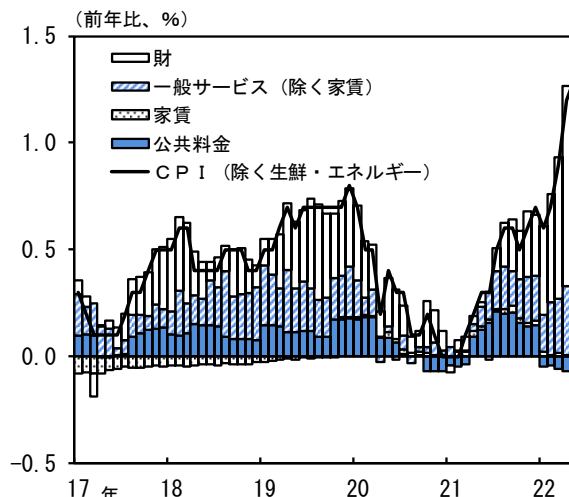 (前年比、%)
1.5
1.0
0.5
0.0
-0.5
財
一般サービス（除く家賃）
家賃
公共料金
ＣＰＩ（除く生鮮・エネルギー）
17 年 18 19 20 21 22